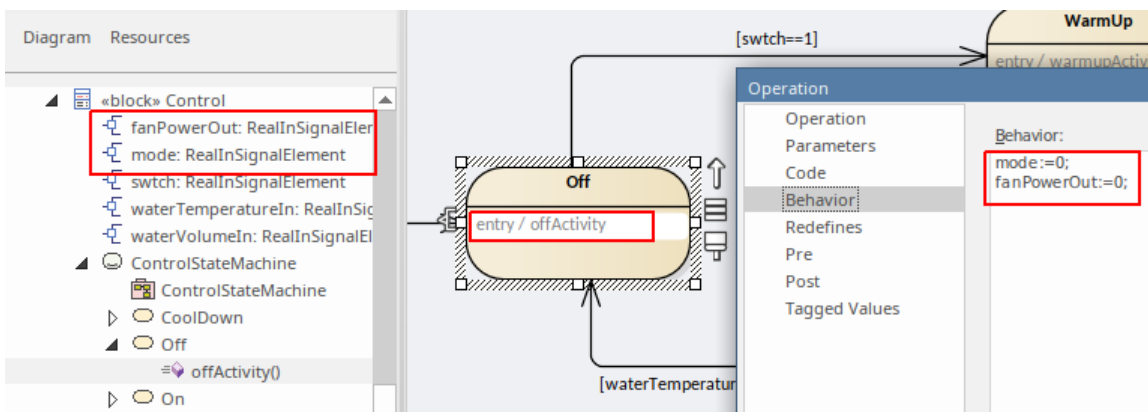 Diagram Resources
«block» Control
fanPowerOut: RealInSignalEler
mode: RealInSignalElement
swtch: RealInSignalElement
waterTemperatureIn: RealInSig
waterVolumeIn: RealInSignalEl
ControlStateMachine
ControlStateMachine
CoolDown
Off
offActivity()
On
[swtch==1]
WarmUp
entry / warmupActiv
Off
entry / offActivity
[waterTemperatur
Operation
Operation
Parameters
Code
Behavior
Redefines
Pre
Post
Tagged Values
Behavior:
mode:=0;
fanPowerOut:=0;